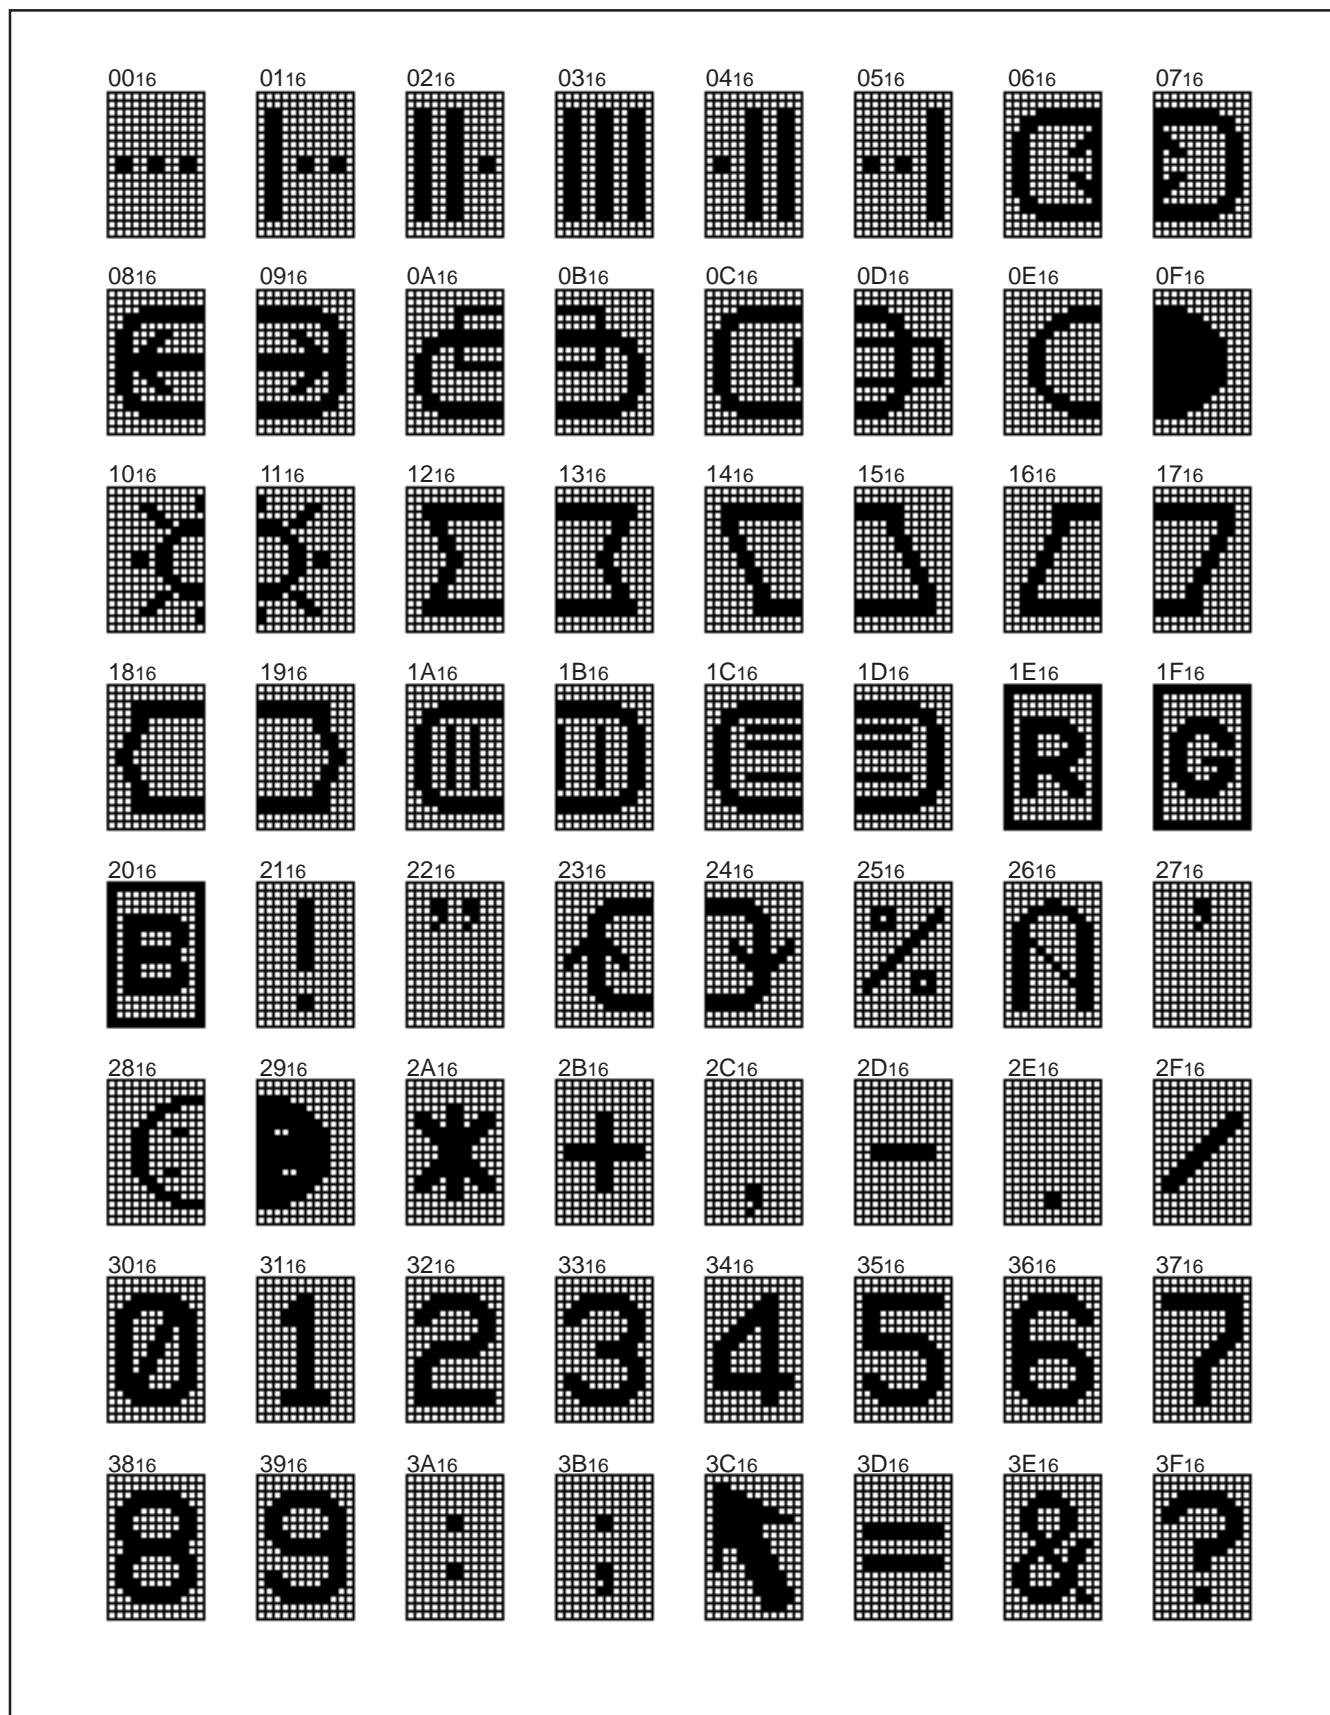 0016 0116 0216 0316 0416 0516 0616 0716
0816 0916 0A16 0B16 0C16 0D16 0E16 0F16
1016 1116 1216 1316 1416 1516 1616 1716
1816 1916 1A16 1B16 1C16 1D16 1E16 1F16
R G
2016 2116 2216 2316 2416 2516 2616 2716
B ! " % '
2816 2916 2A16 2B16 2C16 2D16 2E16 2F16
* + , - . /
3016 3116 3216 3316 3416 3516 3616 3716
0 1 2 3 4 5 6 7
3816 3916 3A16 3B16 3C16 3D16 3E16 3F16
8 9 : ; = & ?